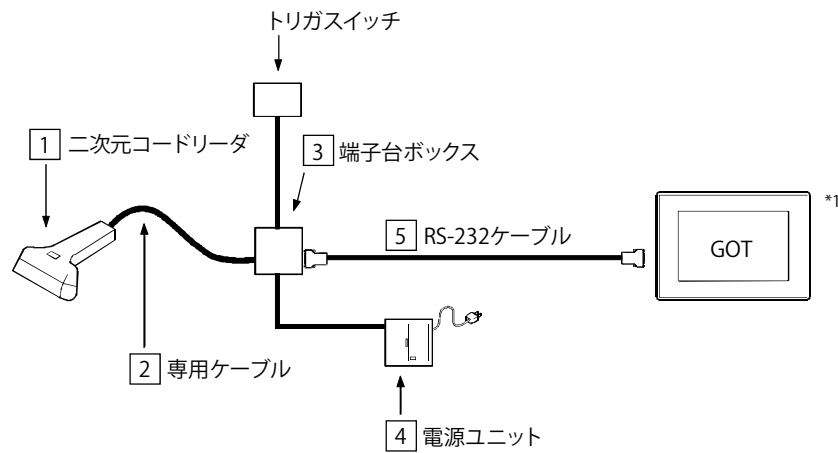 トリガスイッチ
1 二次元コードリーダ
3 端子台ボックス
*1
5 RS-232ケーブル
GOT
2 専用ケーブル
4 電源ユニット